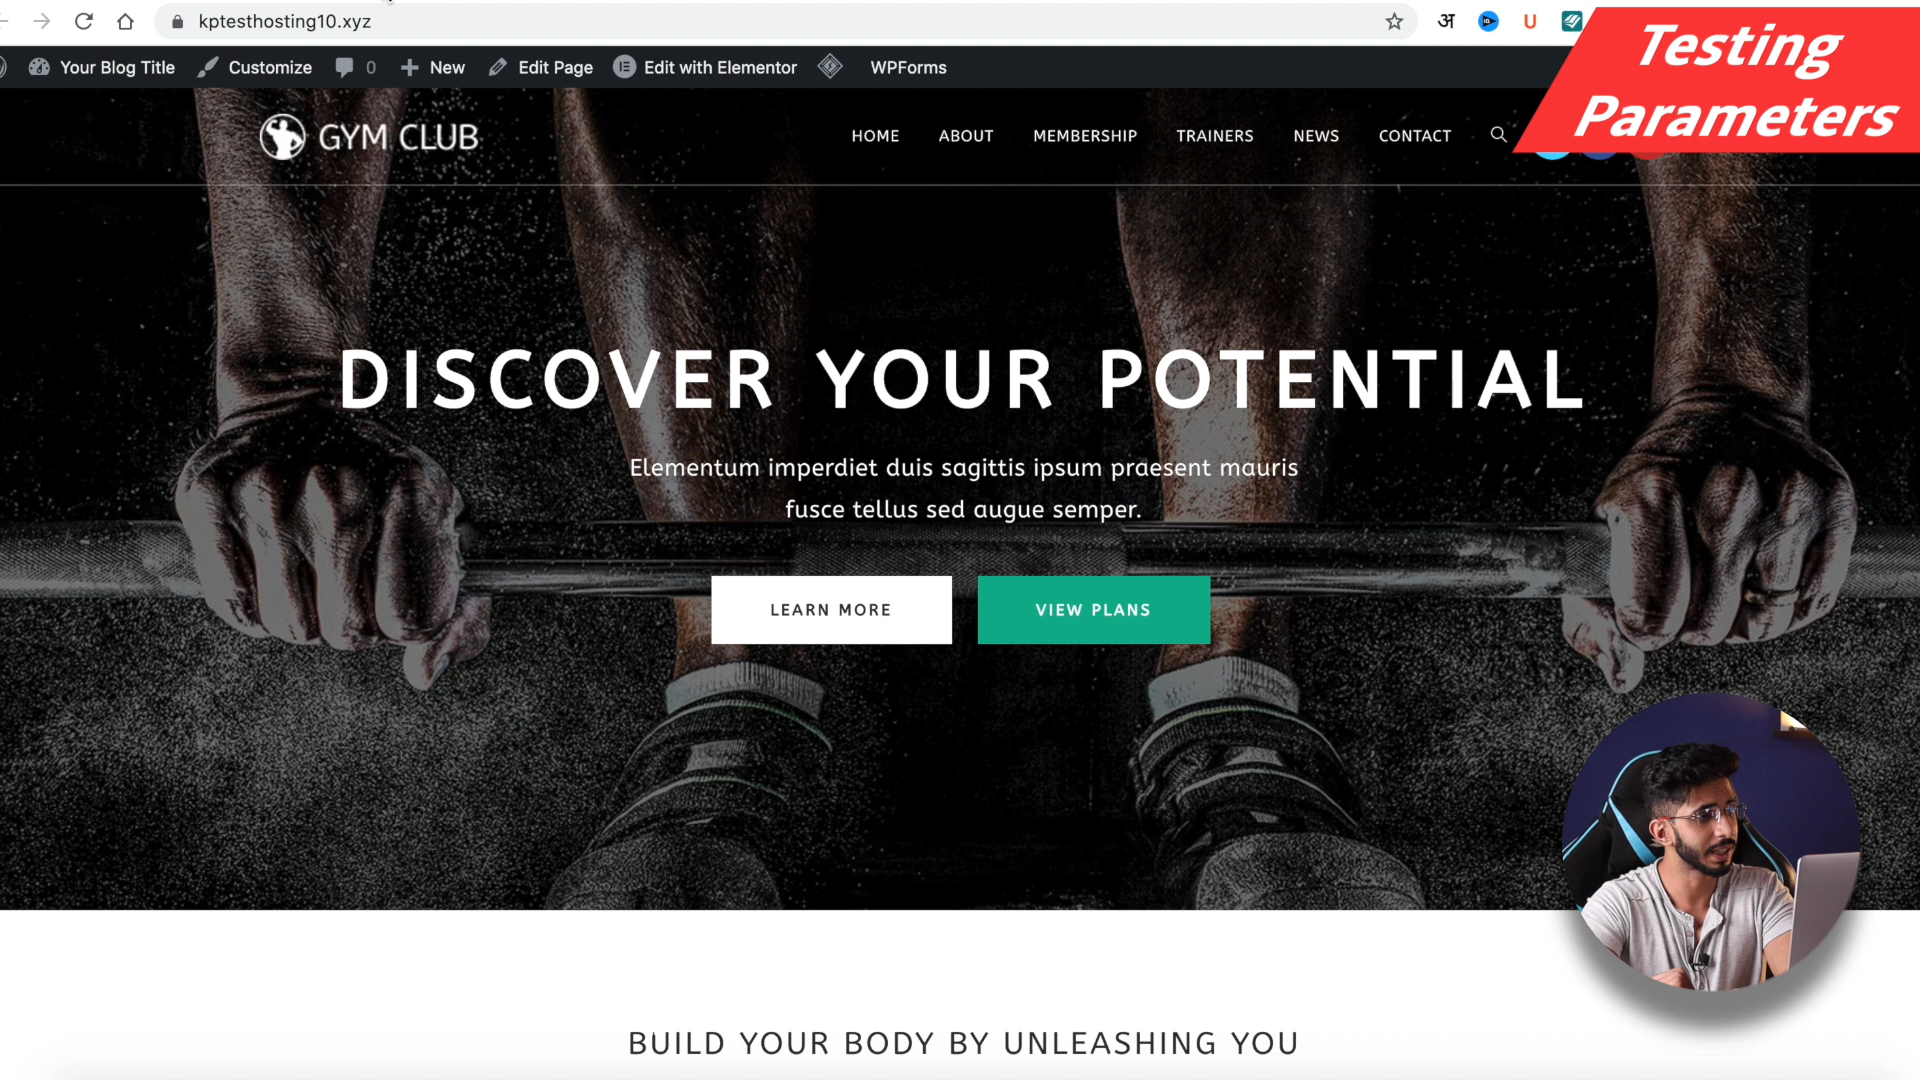 kptesthosting10.xyz
अ
U
Testing
Parameters
Your Blog Title
Customize
0
New
Edit Page
Edit with Elementor
WPForms
GYM CLUB
HOME
ABOUT
MEMBERSHIP
TRAINERS
NEWS
CONTACT
DISCOVER YOUR POTENTIAL
Elementum imperdiet duis sagittis ipsum praesent mauris
fusce tellus sed augue semper.
LEARN MORE
VIEW PLANS
BUILD YOUR BODY BY UNLEASHING YOU